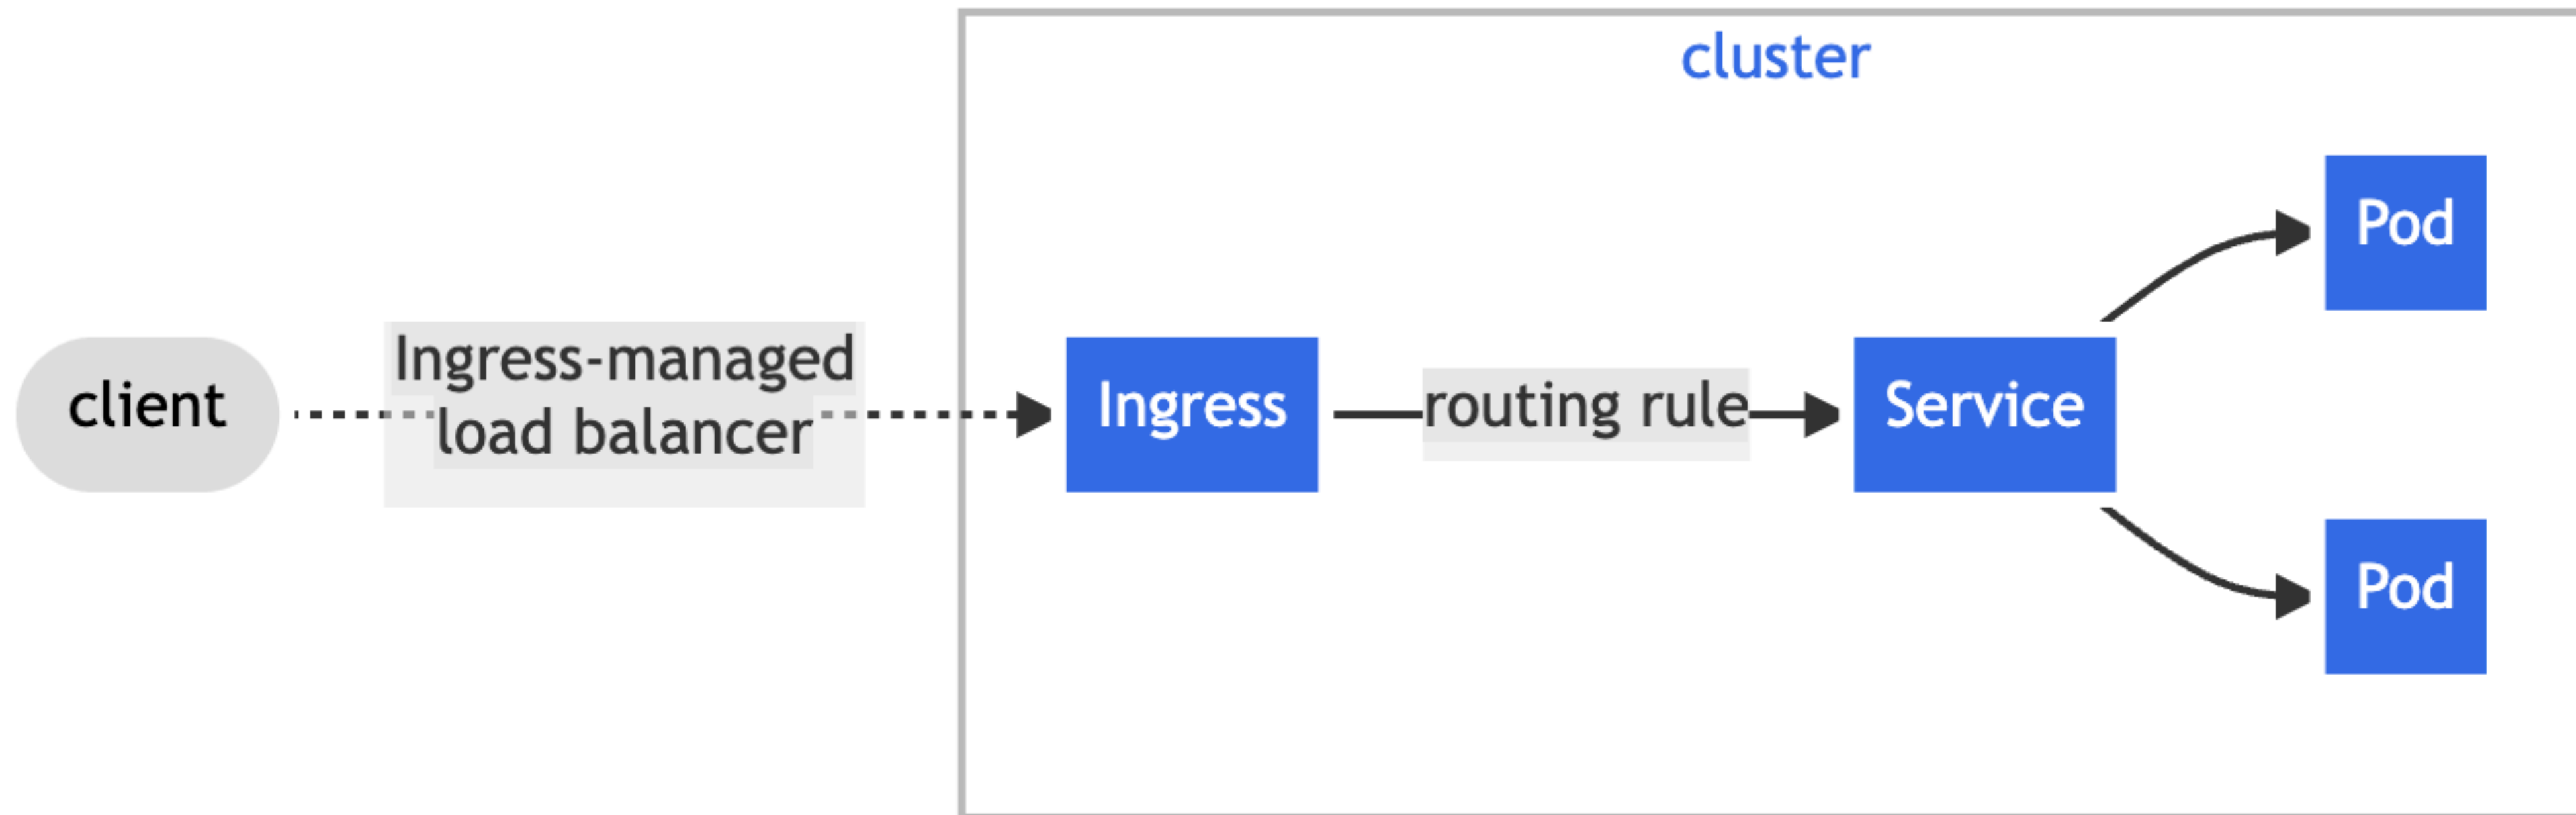 cluster
client
Ingress-managed
load balancer
Ingress
routing rule
Service
Pod
Pod